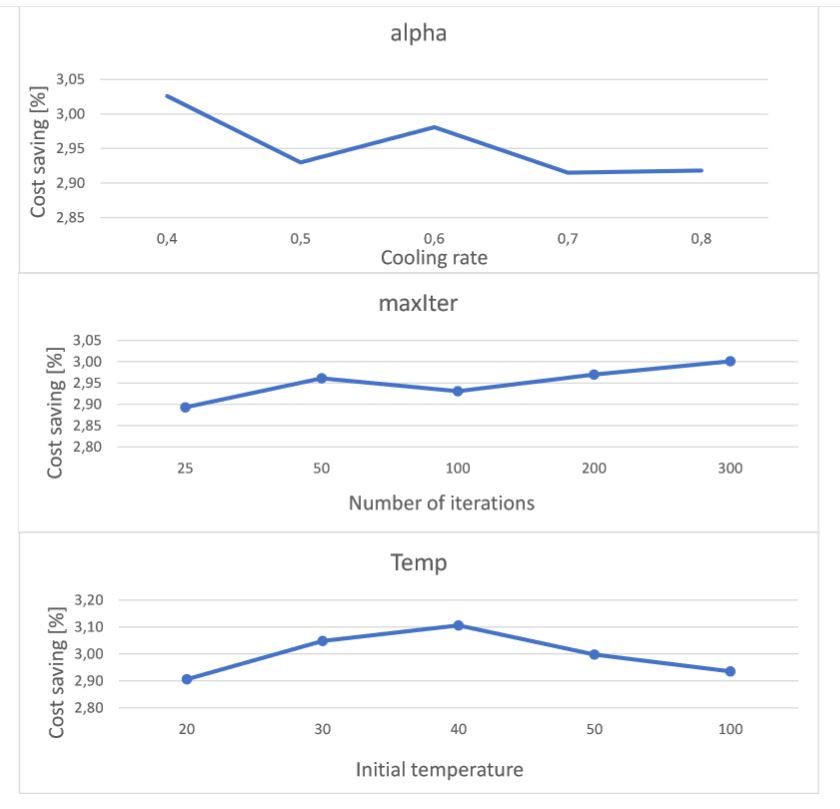 alpha
Cost saving [%]
3,05
3,00
2,95
2,90
2,85
0,4 0,5 0,6 0,7 0,8
Cooling rate
maxIter
Cost saving [%]
3,05
3,00
2,95
2,90
2,85
2,80
25 50 100 200 300
Number of iterations
Temp
Cost saving [%]
3,20
3,10
3,00
2,90
2,80
20 30 40 50 100
Initial temperature